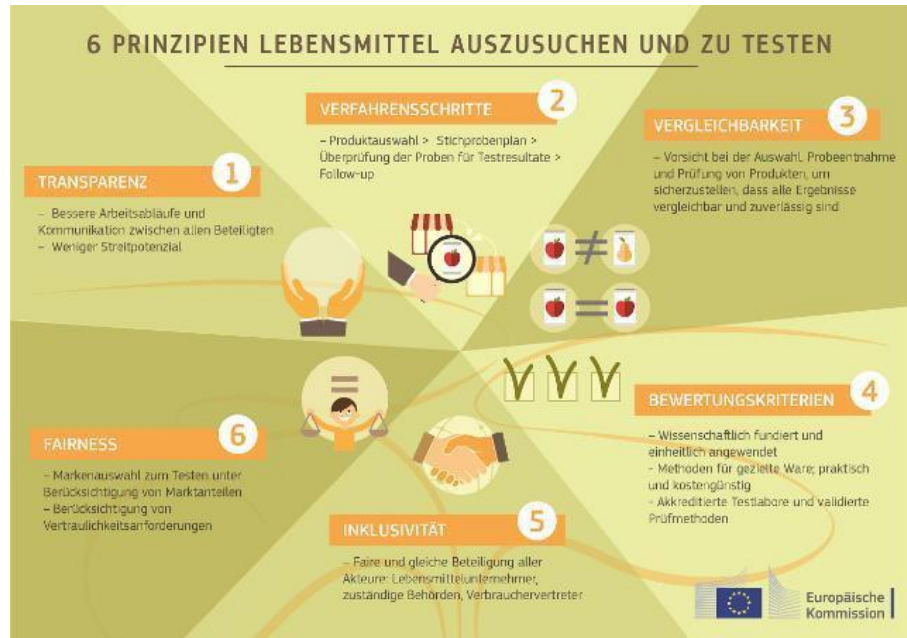 6 PRINZIPIEN LEBENSMITTEL AUSZUSUCHEN UND ZU TESTEN
TRANSPARENZ
1
– Bessere Arbeitsabläufe und
Kommunikation zwischen allen Beteiligten
– Weniger Streitpotenzial
VERFAHRENSSCHRITTE
2
– Produktauswahl > Stichprobenplan >
Überprüfung der Proben für Testresultate >
Follow-up
VERGLEICHBARKEIT
3
– Vorsicht bei der Auswahl, Probeentnahme
und Prüfung von Produkten, um
sicherzustellen, dass alle Ergebnisse
vergleichbar und zuverlässig sind
BEWERTUNGSKRITERIEN
4
– Wissenschaftlich fundiert und
einheitlich angewendet
- Methoden für gezielte Ware; praktisch
und kostengünstig
- Akkreditierte Testlabore und validierte
Prüfmethoden
INKLUSIVITÄT
5
– Faire und gleiche Beteiligung aller
Akteure: Lebensmittelunternehmer,
zuständige Behörden, Verbrauchervertreter
FAIRNESS
6
– Markenauswahl zum Testen unter
Berücksichtigung von Marktanteilen
– Berücksichtigung von
Vertraulichkeitsanforderungen
Europäische
Kommission